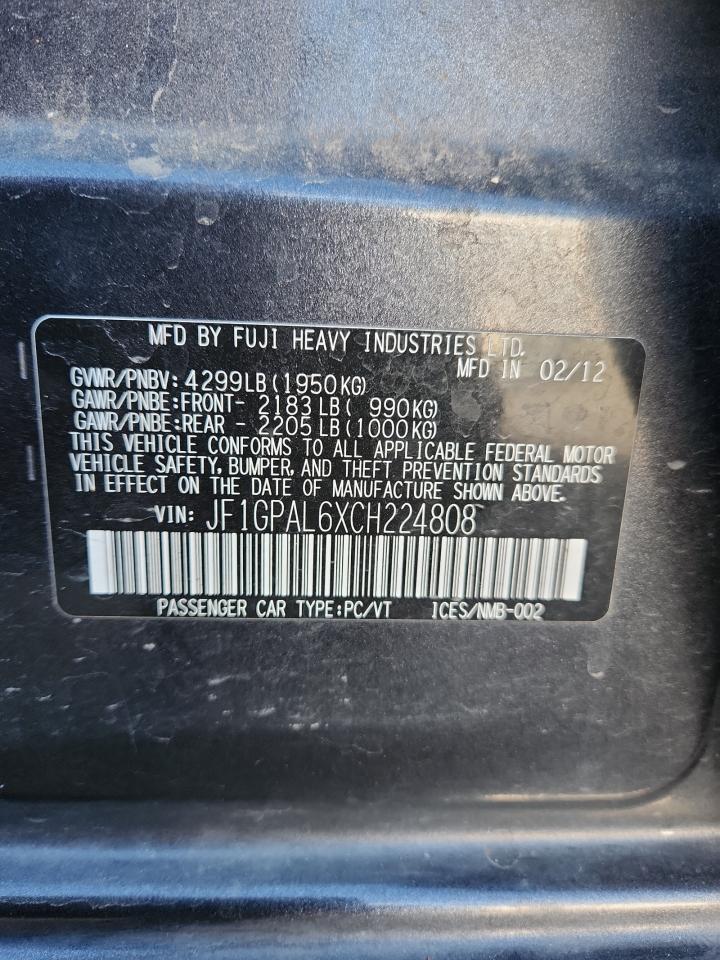 MFD BY FUJI HEAVY INDUSTRIES LTD.
MFD IN 02/12
GVWR/PNBV: 4299LB (1950KG)
GAWR/PNBE:FRONT- 2183LB( 990KG)
GAWR/PNBE:REAR - 2205LB(1000KG)
THIS VEHICLE CONFORMS TO ALL APPLICABLE FEDERAL MOTOR
VEHICLE SAFETY, BUMPER, AND THEFT PREVENTION STANDARDS
IN EFFECT ON THE DATE OF MANUFACTURE SHOWN ABOVE.
VIN: JF1GPAL6XCH224808
PASSENGER CAR TYPE:PC/VT ICES/NMB-002